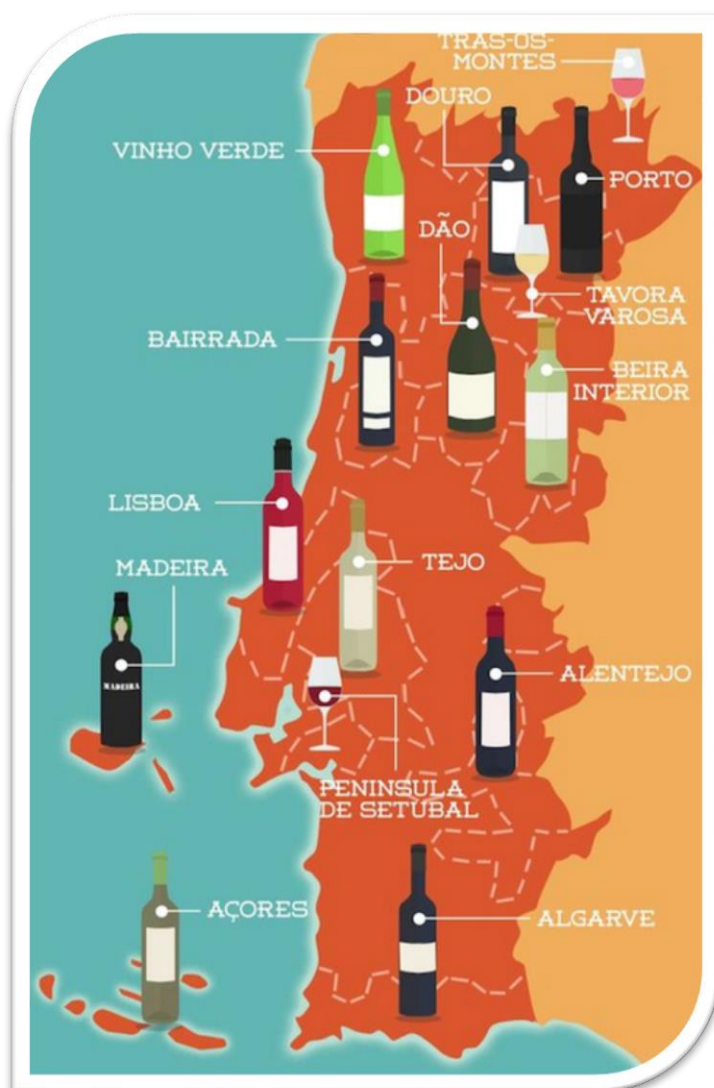 TRÁS-OS-
MONTES
DOURO
VINHO VERDE
PORTO
DÃO
TAVORA
VAROSA
BAIRRADA
BEIRA
INTERIOR
LISBOA
TEJO
MADEIRA
MADEIRA
ALENTEJO
PENINSULA
DE SETUBAL
AÇORES
ALGARVE